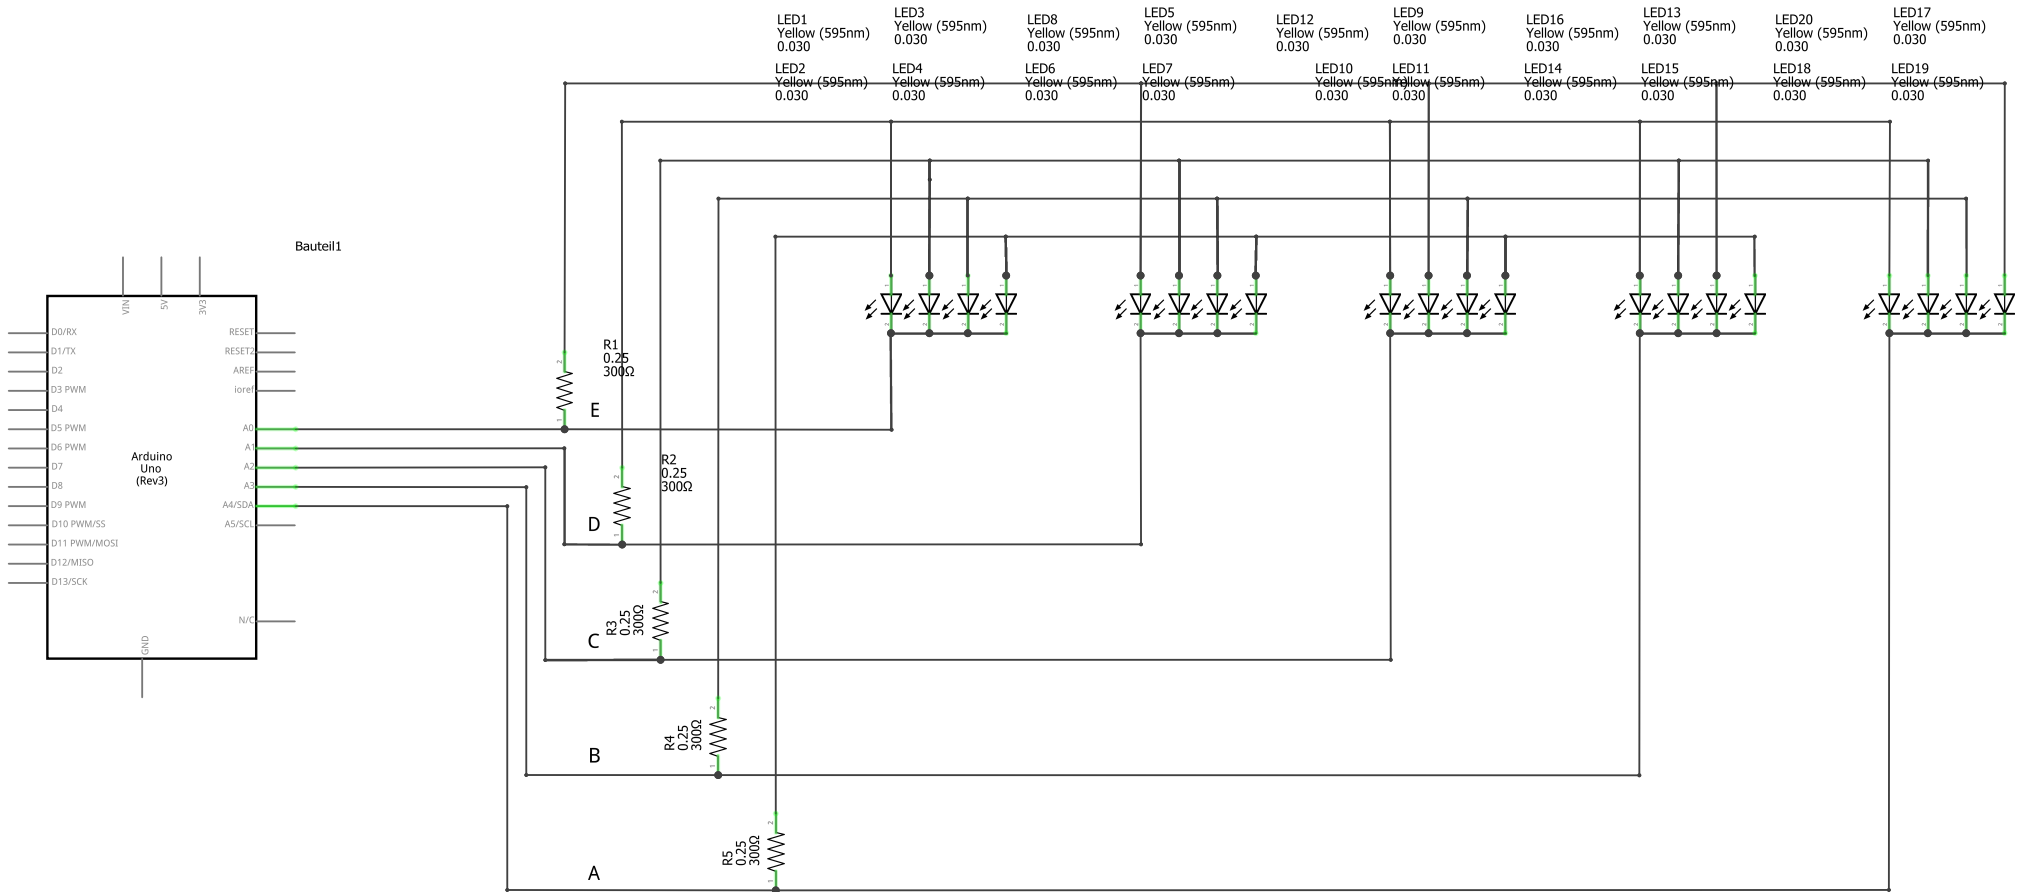 LED1
Yellow (595nm)
0.030
LED3
Yellow (595nm)
0.030
LED8
Yellow (595nm)
0.030
LED5
Yellow (595nm)
0.030
LED12
Yellow (595nm)
0.030
LED9
Yellow (595nm)
0.030
LED16
Yellow (595nm)
0.030
LED13
Yellow (595nm)
0.030
LED20
Yellow (595nm)
0.030
LED17
Yellow (595nm)
0.030
LED2
Yellow (595nm)
0.030
LED4
Yellow (595nm)
0.030
LED6
Yellow (595nm)
0.030
LED7
Yellow (595nm)
0.030
LED10
Yellow (595nm)
0.030
LED11
Yellow (595nm)
0.030
LED14
Yellow (595nm)
0.030
LED15
Yellow (595nm)
0.030
LED18
Yellow (595nm)
0.030
LED19
Yellow (595nm)
0.030
Bauteil1
VIN
5V
3V3
D0/RX
D1/TX
D2
D3 PWM
D4
D5 PWM
D6 PWM
D7
D8
D9 PWM
D10 PWM/SS
D11 PWM/MOSI
D12/MISO
D13/SCK
Arduino
Uno
(Rev3)
RESET
RESET2
AREF
ioref
A0
A1
A2
A3
A4/SDA
A5/SCL
N/C
GND
R1
0.25
300Ω
E
R2
0.25
300Ω
D
R3
0.25
300Ω
C
R4
0.25
300Ω
B
R5
0.25
300Ω
A